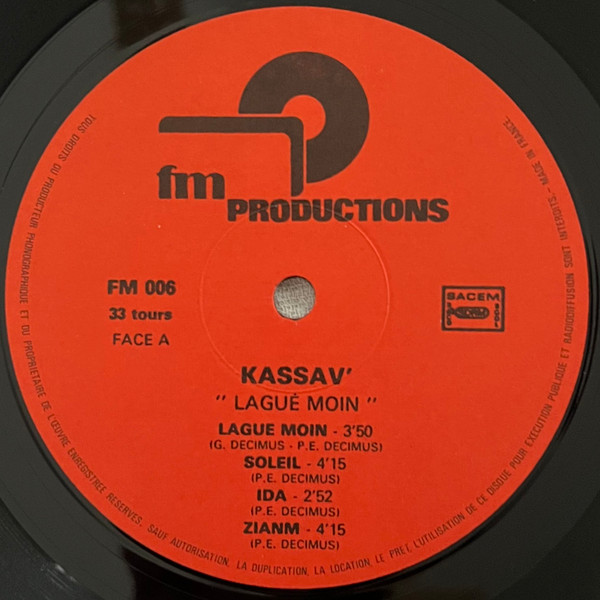 fm
PRODUCTIONS
FM 006
33 tours
FACE A
SACEM
KASSAV'
" LAGUÉ MOIN "
LAGUE MOIN - 3'50
(G. DECIMUS - P.E. DECIMUS)
SOLEIL - 4'15
(P.E. DECIMUS)
IDA - 2'52
(P.E. DECIMUS)
ZIANM - 4'15
(P.E. DECIMUS)
TOUS DROITS DU PRODUCTEUR PHONOGRAPHIQUE ET DU PROPRIETAIRE DE L'ŒUVRE ENREGISTREE RESERVES. SAUF AUTORISATION, LA DUPLICATION, LA LOCATION, LE PRET, L'UTILISATION DE CE DISQUE POUR EXECUTION PUBLIQUE ET RADIODIFFUSION SONT INTERDITS. - MADE IN FRANCE.